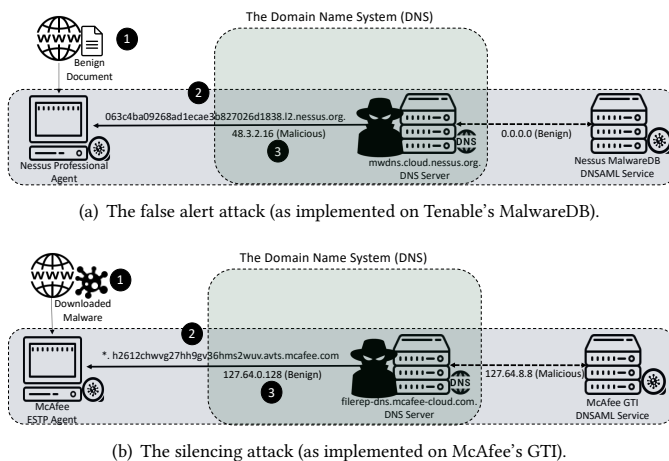 The Domain Name System (DNS)
WWW
1
Benign
Document
2
063c4ba09268ad1ecae3b827026d1838.l2.nessus.org.
48.3.2.16 (Malicious)
0.0.0.0 (Benign)
3
DNS
Nessus Professional
Agent
mwdns.cloud.nessus.org.
DNS Server
Nessus MalwareDB
DNSAML Service
(a) The false alert attack (as implemented on Tenable's MalwareDB).
The Domain Name System (DNS)
WWW
1
Downloaded
Malware
2
*. h2612chwvg27hh9gv36hms2wuv.avts.mcafee.com
127.64.0.128 (Benign)
127.64.8.8 (Malicious)
3
DNS
McAfee
ESTP Agent
filerep-dns.mcafee-cloud.com.
DNS Server
McAfee GTI
DNSAML Service
(b) The silencing attack (as implemented on McAfee's GTI).